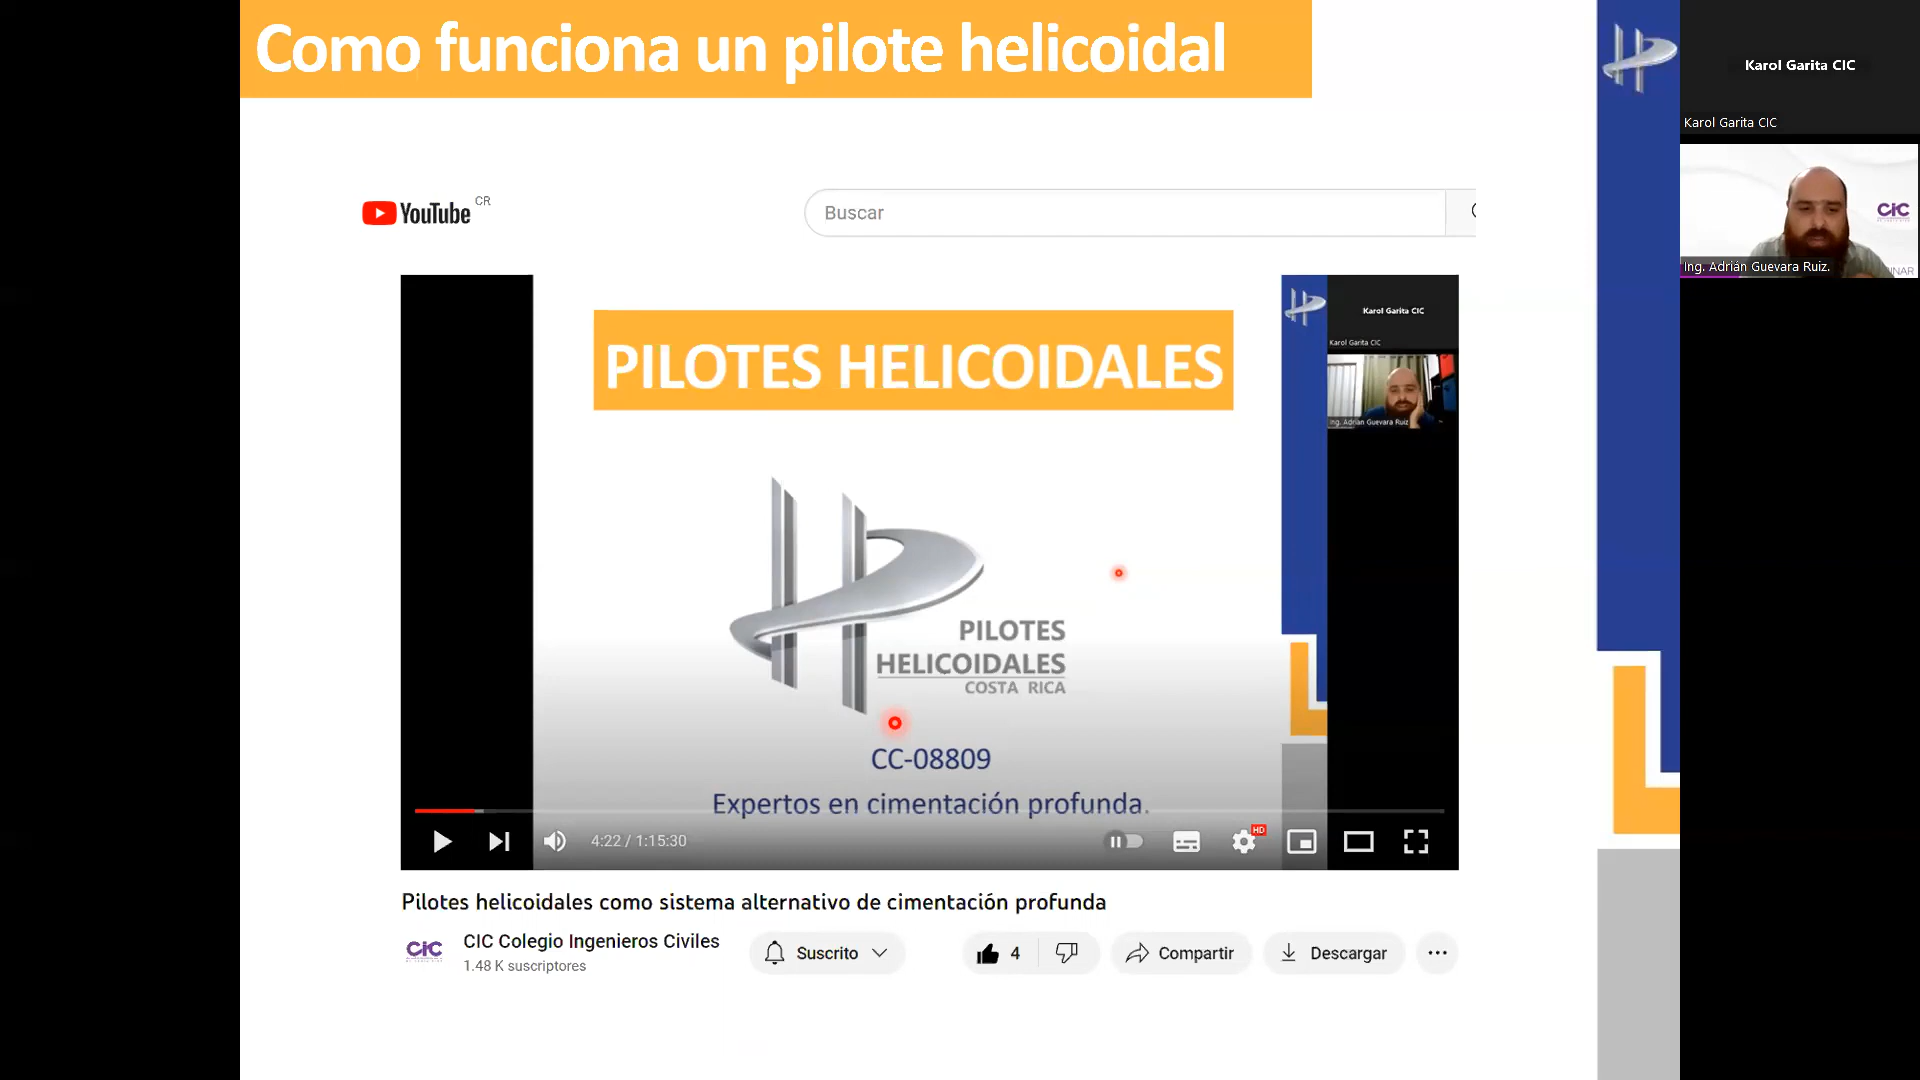 Como funciona un pilote helicoidal
Karol Garita CIC
Karol Garita CIC
CiC
Ing. Adrián Guevara Ruiz.
INAR
YouTube CR
Buscar
PILOTES HELICOIDALES
Karol Garita CIC
Karol Garita CIC
Ing. Adrian Guevara Ruiz
PILOTES
HELICOIDALES
COSTA RICA
CC-08809
Expertos en cimentación profunda.
4:22 / 1:15:30
HD
Pilotes helicoidales como sistema alternativo de cimentación profunda
CiC
CIC Colegio Ingenieros Civiles
1.48 K suscriptores
Suscrito
4
Compartir
Descargar